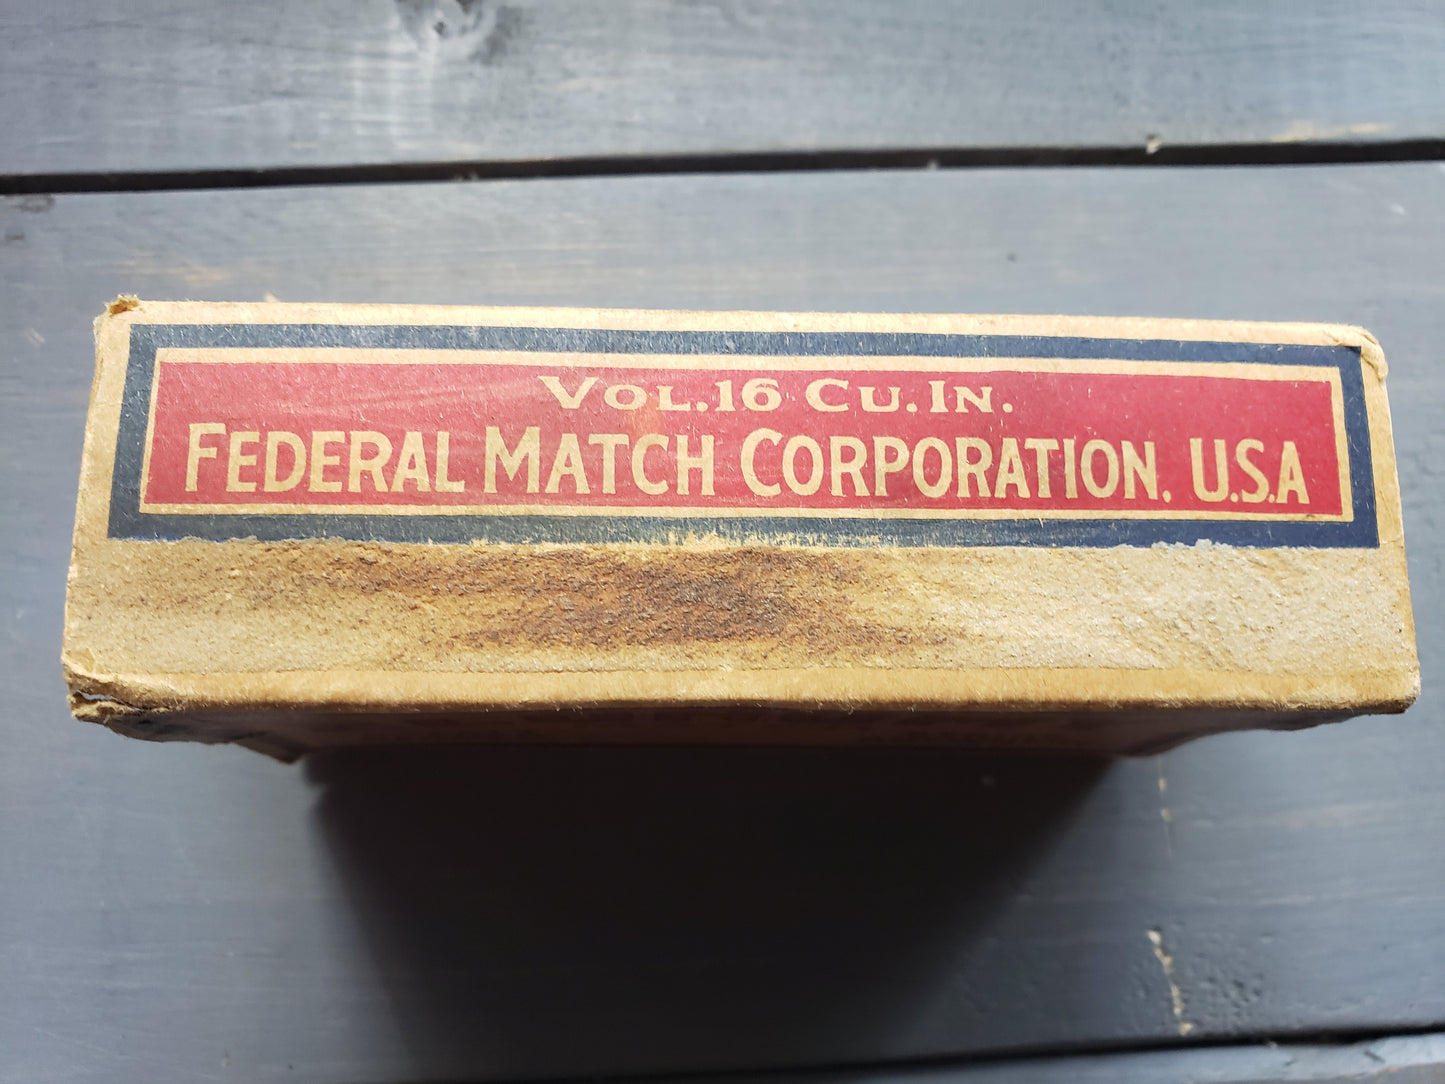 VOL. 16 CU. IN.
FEDERAL MATCH CORPORATION. U.S.A